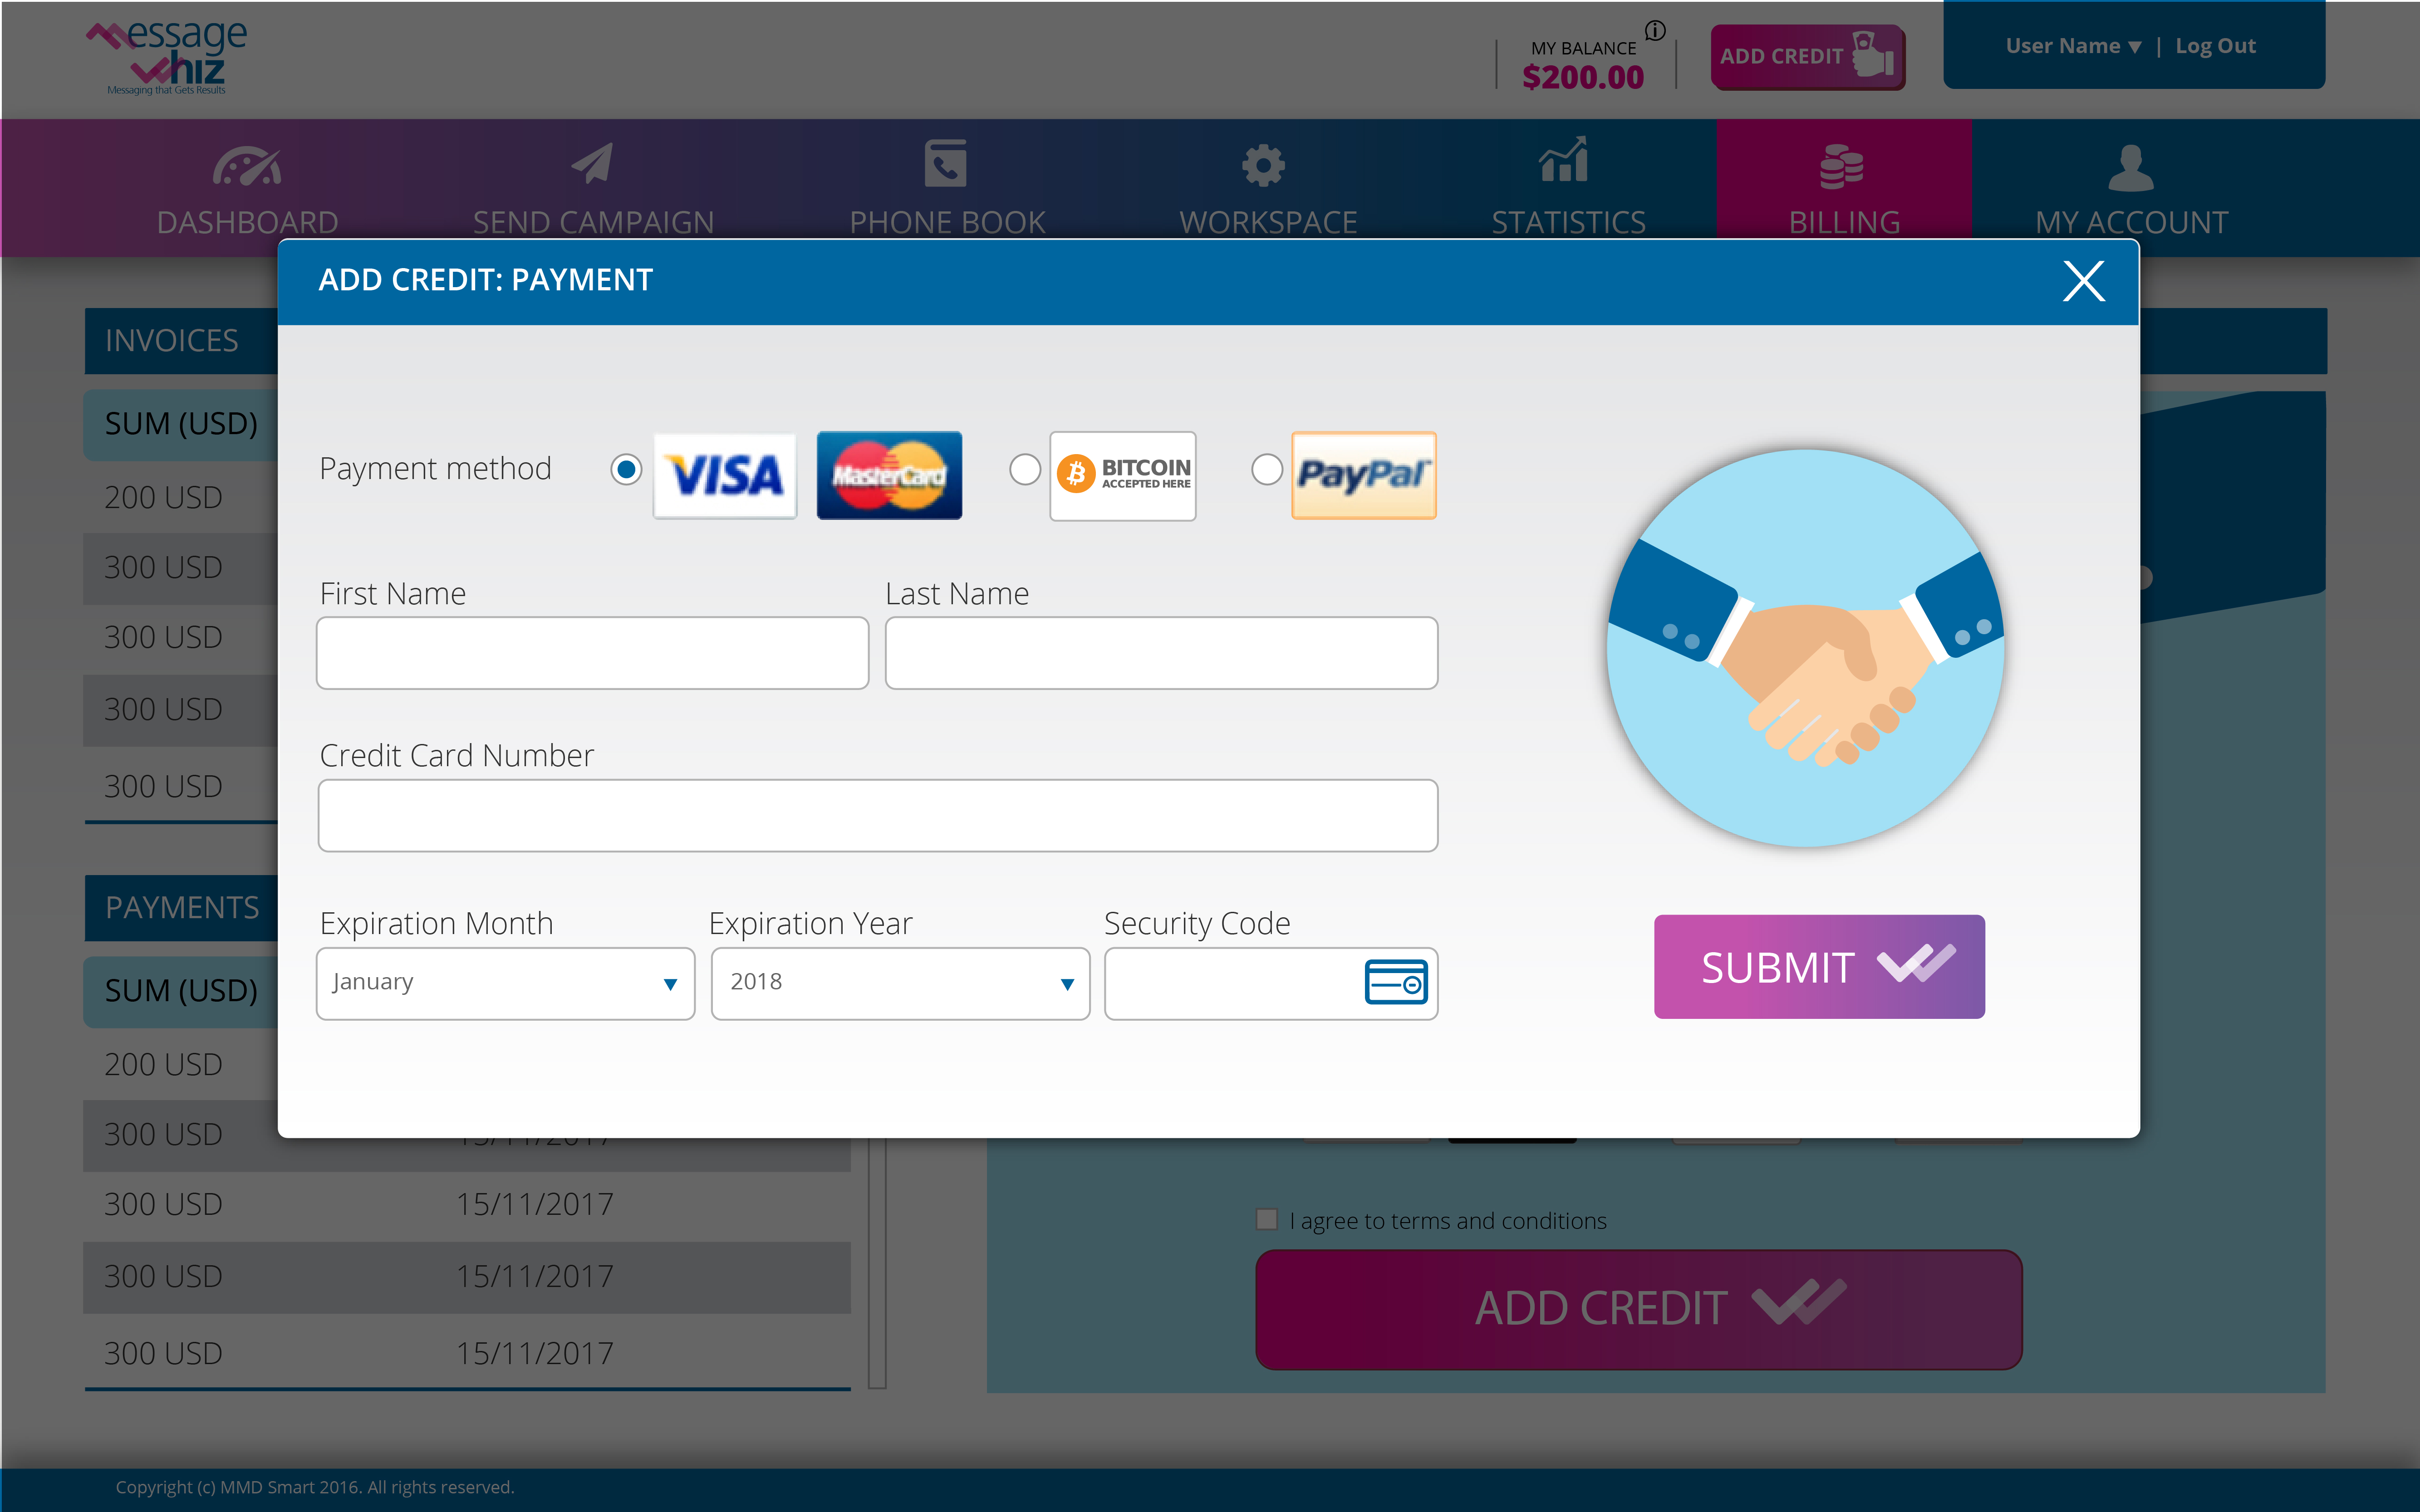 Message
Whiz
Messaging that Gets Results
MY BALANCE
$200.00
ADD CREDIT
User Name ▼ | Log Out
DASHBOARD
SEND CAMPAIGN
PHONE BOOK
WORKSPACE
STATISTICS
BILLING
MY ACCOUNT
INVOICES
SUM (USD)
200 USD
300 USD
300 USD
300 USD
300 USD
PAYMENTS
SUM (USD)
200 USD
300 USD 15/11/2017
300 USD 15/11/2017
300 USD 15/11/2017
300 USD 15/11/2017
ADD CREDIT: PAYMENT
X
Payment method
VISA
MasterCard
BITCOIN
ACCEPTED HERE
PayPal
First Name
Last Name
Credit Card Number
Expiration Month
Expiration Year
Security Code
January
2018
SUBMIT
I agree to terms and conditions
ADD CREDIT
Copyright (c) MMD Smart 2016. All rights reserved.